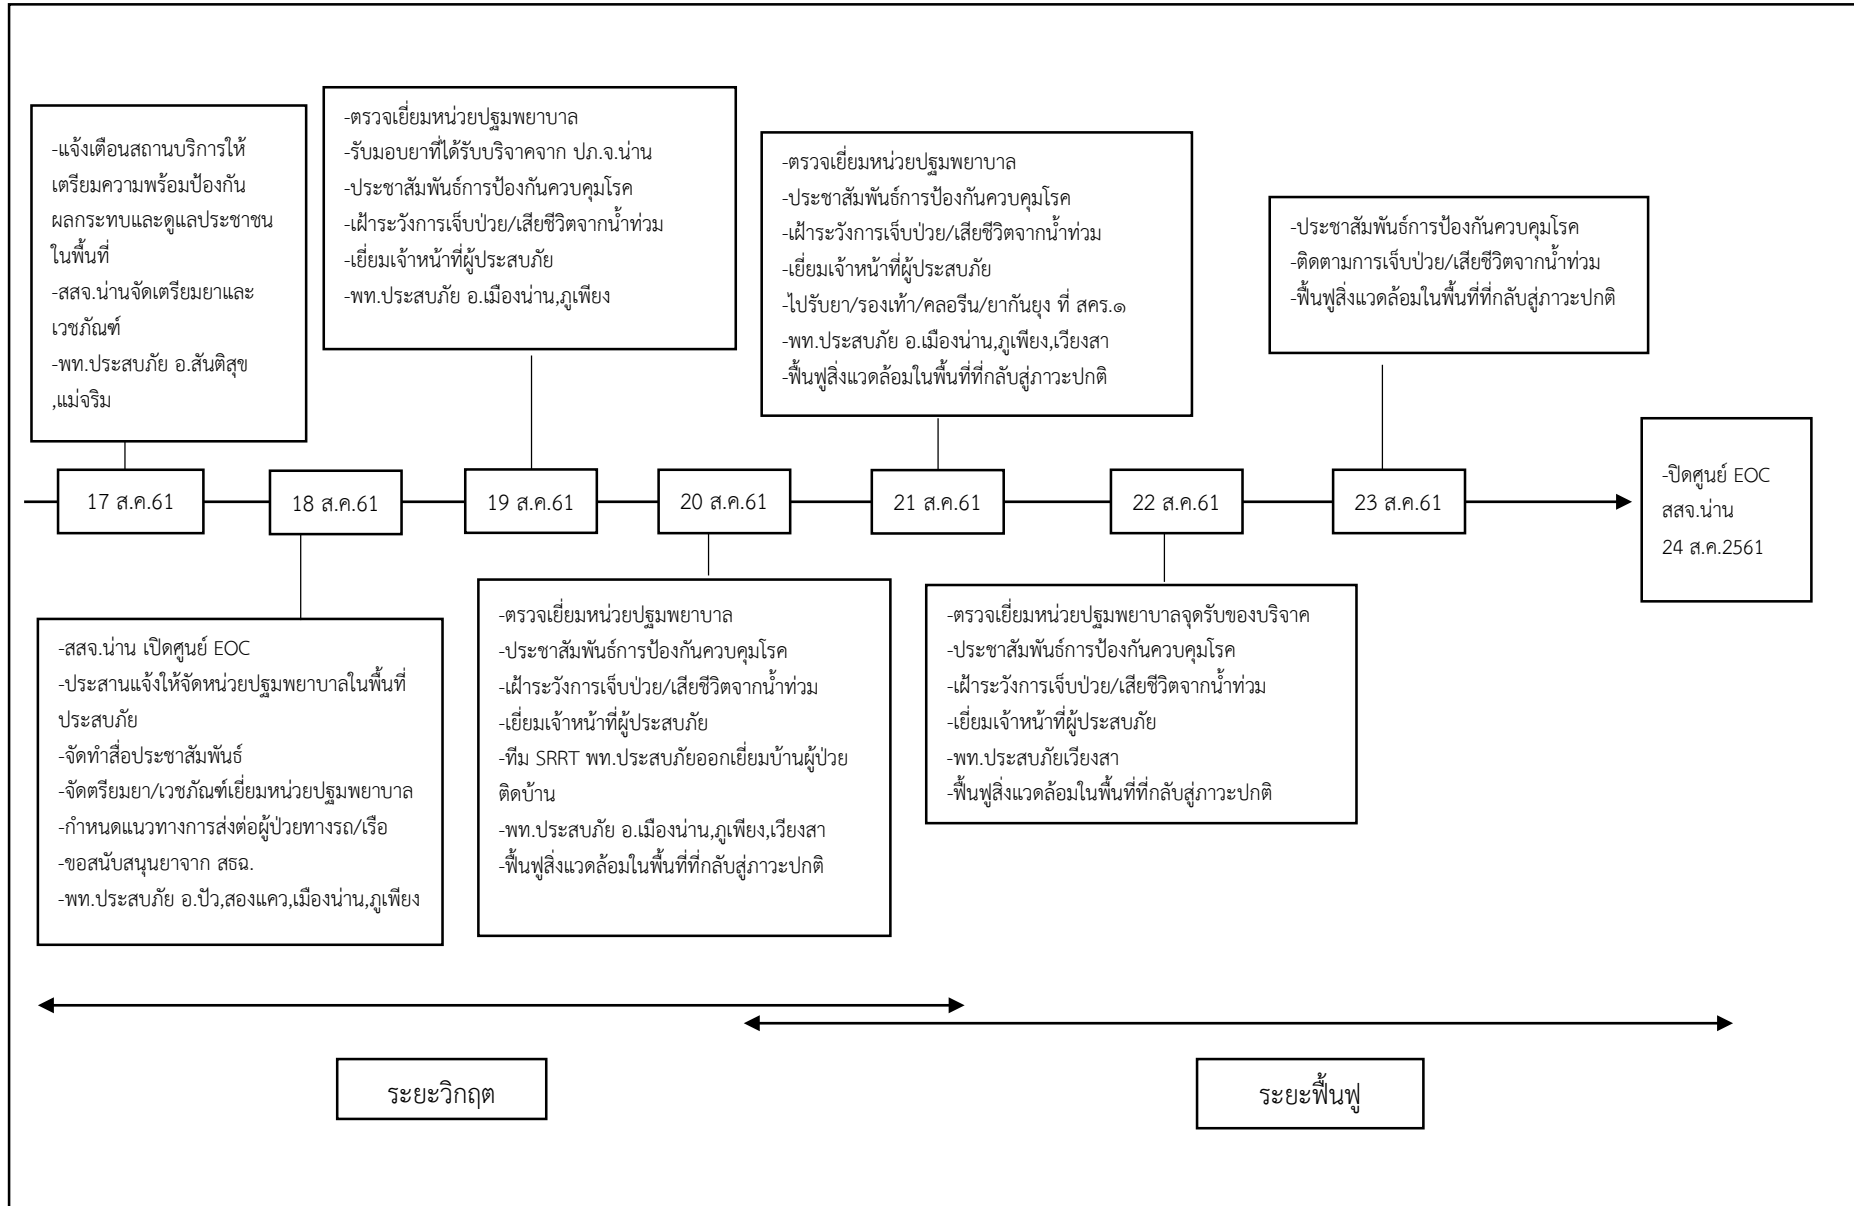 -แจ้งเตือนสถานบริการให้
เตรียมความพร้อมป้องกัน
ผลกระทบและดูแลประชาชน
ในพื้นที่
-สสจ.น่านจัดเตรียมยาและ
เวชภัณฑ์
-พท.ประสบภัย อ.สันติสุข
,แม่จริม
-ตรวจเยี่ยมหน่วยปฐมพยาบาล
-รับมอบยาที่ได้รับบริจาคจาก ปภ.จ.น่าน
-ประชาสัมพันธ์การป้องกันควบคุมโรค
-เฝ้าระวังการเจ็บป่วย/เสียชีวิตจากน้ำท่วม
-เยี่ยมเจ้าหน้าที่ผู้ประสบภัย
-พท.ประสบภัย อ.เมืองน่าน,ภูเพียง
-ตรวจเยี่ยมหน่วยปฐมพยาบาล
-ประชาสัมพันธ์การป้องกันควบคุมโรค
-เฝ้าระวังการเจ็บป่วย/เสียชีวิตจากน้ำท่วม
-เยี่ยมเจ้าหน้าที่ผู้ประสบภัย
-ไปรับยา/รองเท้า/คลอรีน/ยากันยุง ที่ สคร.๑
-พท.ประสบภัย อ.เมืองน่าน,ภูเพียง,เวียงสา
-ฟื้นฟูสิ่งแวดล้อมในพื้นที่ที่กลับสู่ภาวะปกติ
-ประชาสัมพันธ์การป้องกันควบคุมโรค
-ติดตามการเจ็บป่วย/เสียชีวิตจากน้ำท่วม
-ฟื้นฟูสิ่งแวดล้อมในพื้นที่ที่กลับสู่ภาวะปกติ
17 ส.ค.61
18 ส.ค.61
19 ส.ค.61
20 ส.ค.61
21 ส.ค.61
22 ส.ค.61
23 ส.ค.61
-ปิดศูนย์ EOC
สสจ.น่าน
24 ส.ค.2561
-สสจ.น่าน เปิดศูนย์ EOC
-ประสานแจ้งให้จัดหน่วยปฐมพยาบาลในพื้นที่
ประสบภัย
-จัดทำสื่อประชาสัมพันธ์
-จัดตรียมยา/เวชภัณฑ์เยี่ยมหน่วยปฐมพยาบาล
-กำหนดแนวทางการส่งต่อผู้ป่วยทางรถ/เรือ
-ขอสนับสนุนยาจาก สธฉ.
-พท.ประสบภัย อ.ปัว,สองแคว,เมืองน่าน,ภูเพียง
-ตรวจเยี่ยมหน่วยปฐมพยาบาล
-ประชาสัมพันธ์การป้องกันควบคุมโรค
-เฝ้าระวังการเจ็บป่วย/เสียชีวิตจากน้ำท่วม
-เยี่ยมเจ้าหน้าที่ผู้ประสบภัย
-ทีม SRRT พท.ประสบภัยออกเยี่ยมบ้านผู้ป่วย
ติดบ้าน
-พท.ประสบภัย อ.เมืองน่าน,ภูเพียง,เวียงสา
-ฟื้นฟูสิ่งแวดล้อมในพื้นที่ที่กลับสู่ภาวะปกติ
-ตรวจเยี่ยมหน่วยปฐมพยาบาลจุดรับของบริจาค
-ประชาสัมพันธ์การป้องกันควบคุมโรค
-เฝ้าระวังการเจ็บป่วย/เสียชีวิตจากน้ำท่วม
-เยี่ยมเจ้าหน้าที่ผู้ประสบภัย
-พท.ประสบภัยเวียงสา
-ฟื้นฟูสิ่งแวดล้อมในพื้นที่ที่กลับสู่ภาวะปกติ
ระยะวิกฤต
ระยะฟื้นฟู